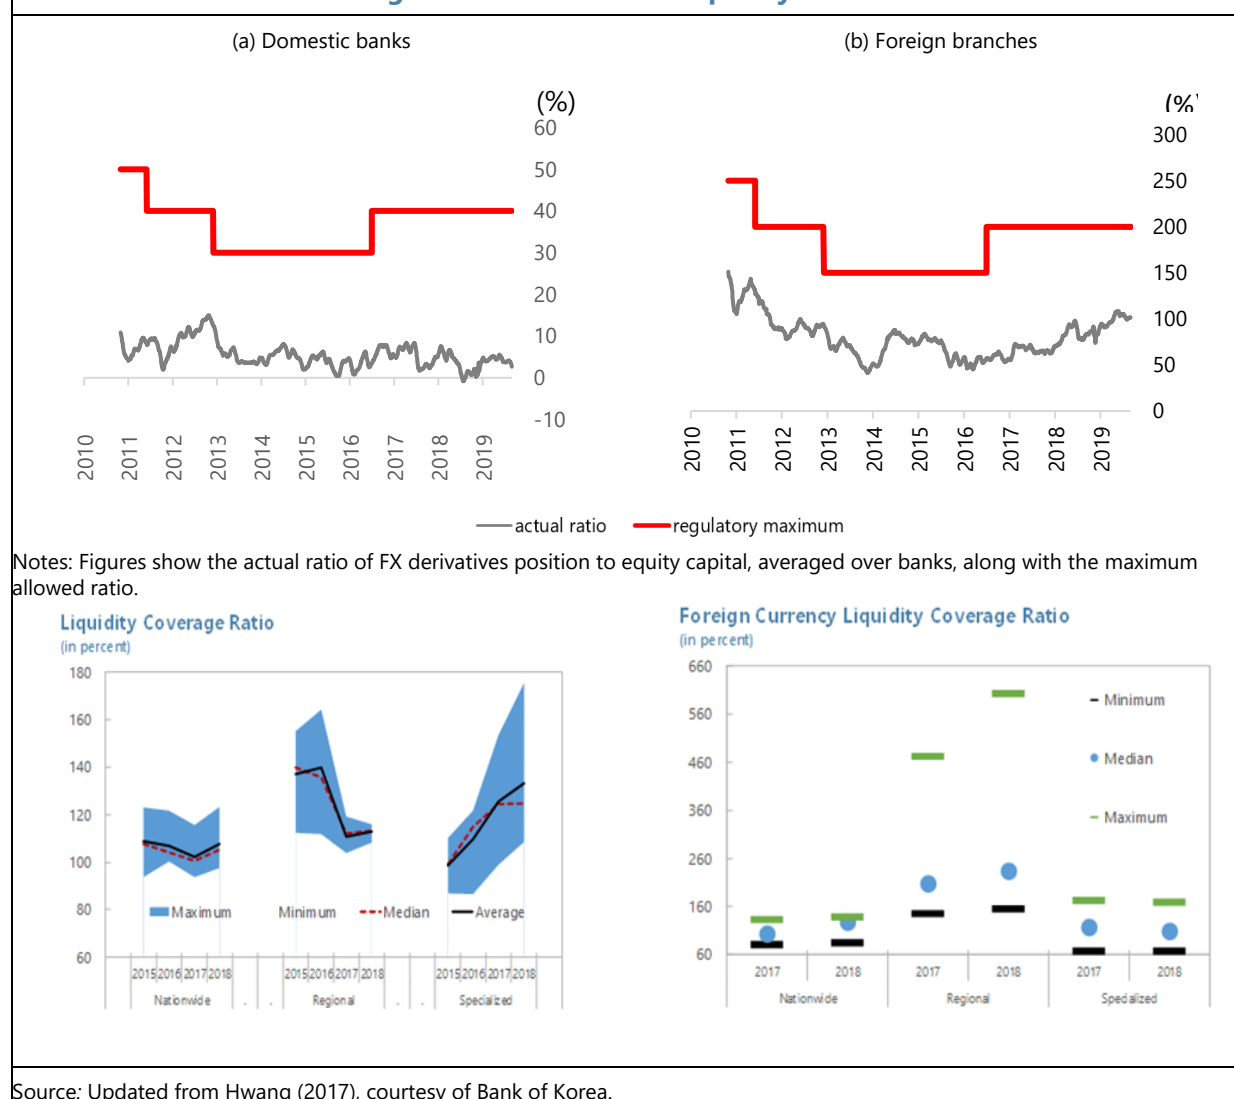 (a) Domestic banks
(b) Foreign branches
(%)
60
50
40
30
20
10
0
-10
2010
2011
2012
2013
2014
2015
2016
2017
2018
2019
(%)
300
250
200
150
100
50
0
2010
2011
2012
2013
2014
2015
2016
2017
2018
2019
actual ratio
regulatory maximum
Notes: Figures show the actual ratio of FX derivatives position to equity capital, averaged over banks, along with the maximum
allowed ratio.
Liquidity Coverage Ratio
(in percent)
180
160
140
120
100
80
60
Maximum
Minimum
Median
Average
2015 2016 2017 2018
2015 2016 2017 2018
2015 2016 2017 2018
Nationwide . . Regional . . Specialized
Foreign Currency Liquidity Coverage Ratio
(in percent)
660
560
460
360
260
160
60
Minimum
Median
Maximum
2017 2018 2017 2018 2017 2018
Nationwide Regional Specialized
Source: Updated from Hwang (2017), courtesy of Bank of Korea.